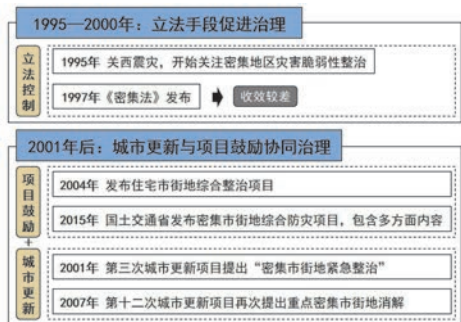 1995—2000年：立法手段促进治理
立法控制
1995年 关西震灾，开始关注密集地区灾害脆弱性整治
1997年《密集法》发布
收效较差
2001年后：城市更新与项目鼓励协同治理
项目鼓励
2004年 发布住宅市街地综合整治项目
2015年 国土交通省发布密集市街地综合防灾项目，包含多方面内容
+
城市更新
2001年 第三次城市更新项目提出“密集市街地紧急整治”
2007年 第十二次城市更新项目再次提出重点密集市街地消解